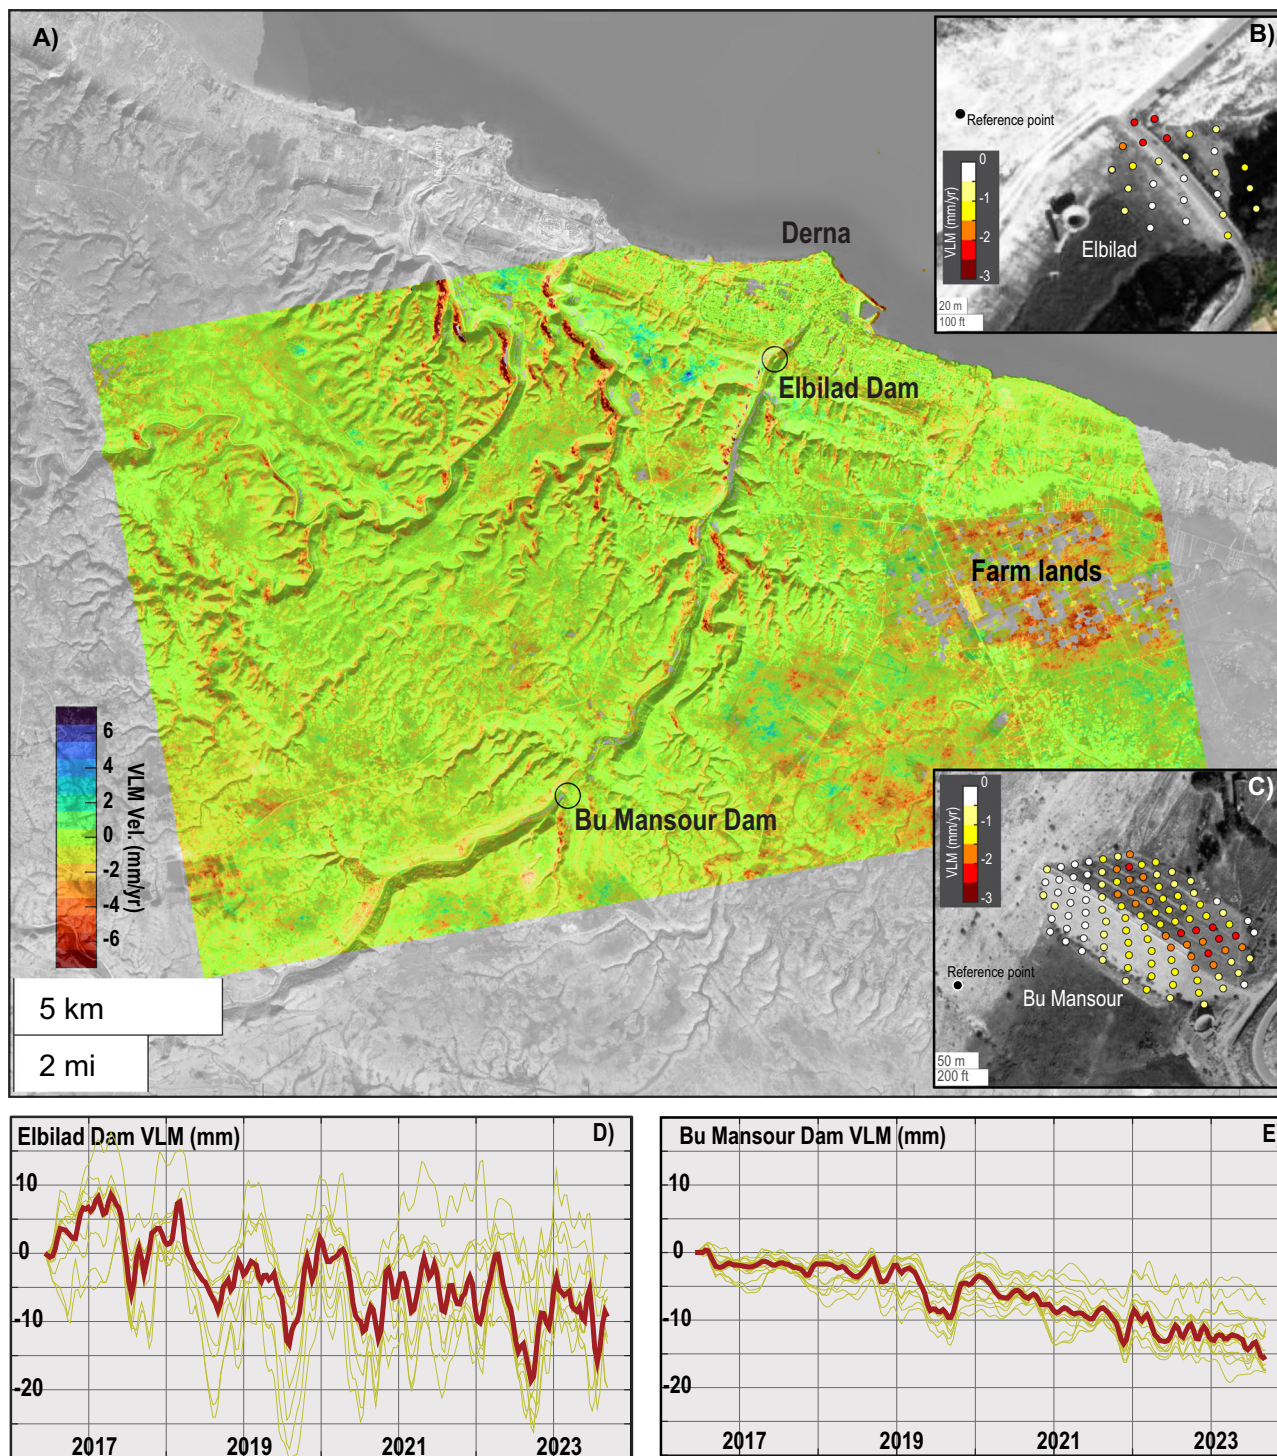 A)
Derna
Elbilad Dam
Farm lands
Bu Mansour Dam
6
4
2
0
-2
-4
-6
VLM Vel. (mm/yr)
5 km
2 mi
B)
Reference point
0
-1
-2
-3
VLM (mm/yr)
Elbilad
20 m
100 ft
C)
0
-1
-2
-3
VLM (mm/yr)
Reference point
Bu Mansour
50 m
200 ft
Elbilad Dam VLM (mm)
D)
10
0
-10
-20
2017
2019
2021
2023
Bu Mansour Dam VLM (mm)
E
10
0
-10
-20
2017
2019
2021
2023